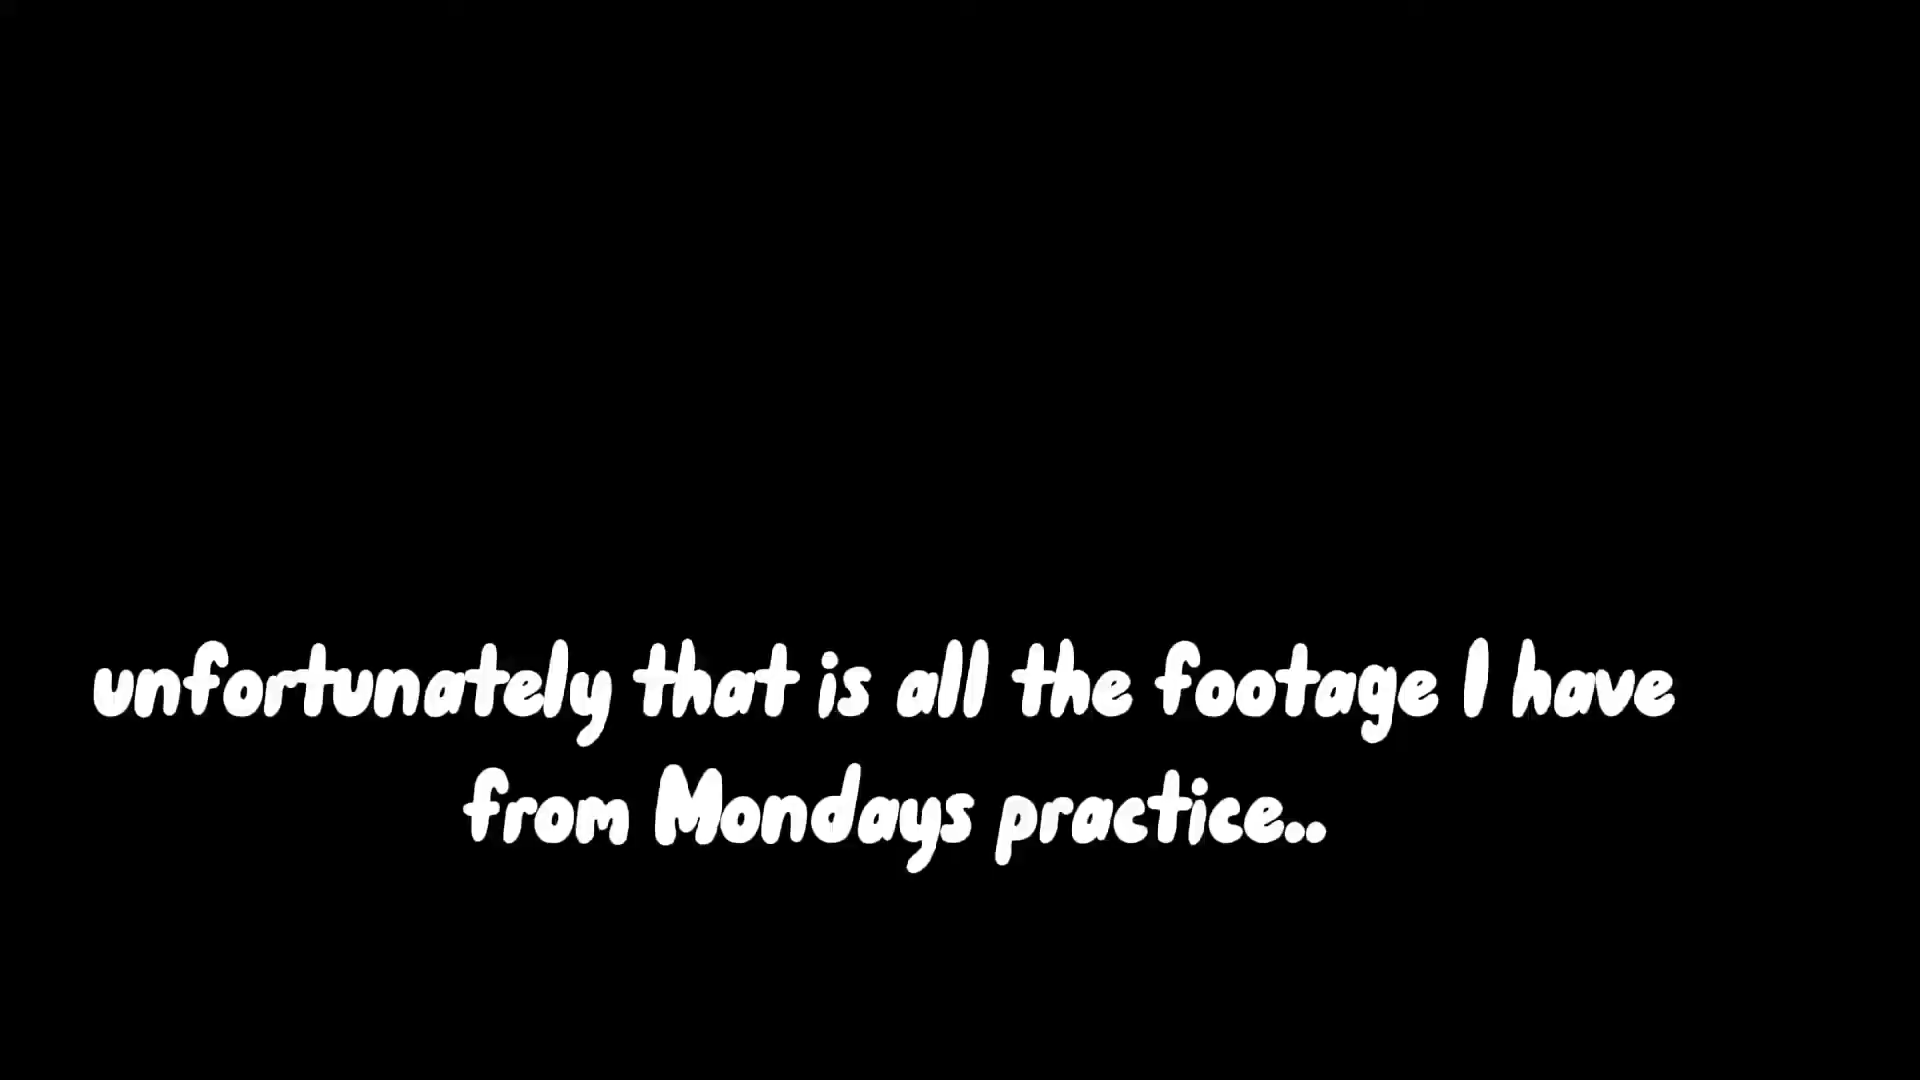 unfortunately that is all the footage I have
from Mondays practice..